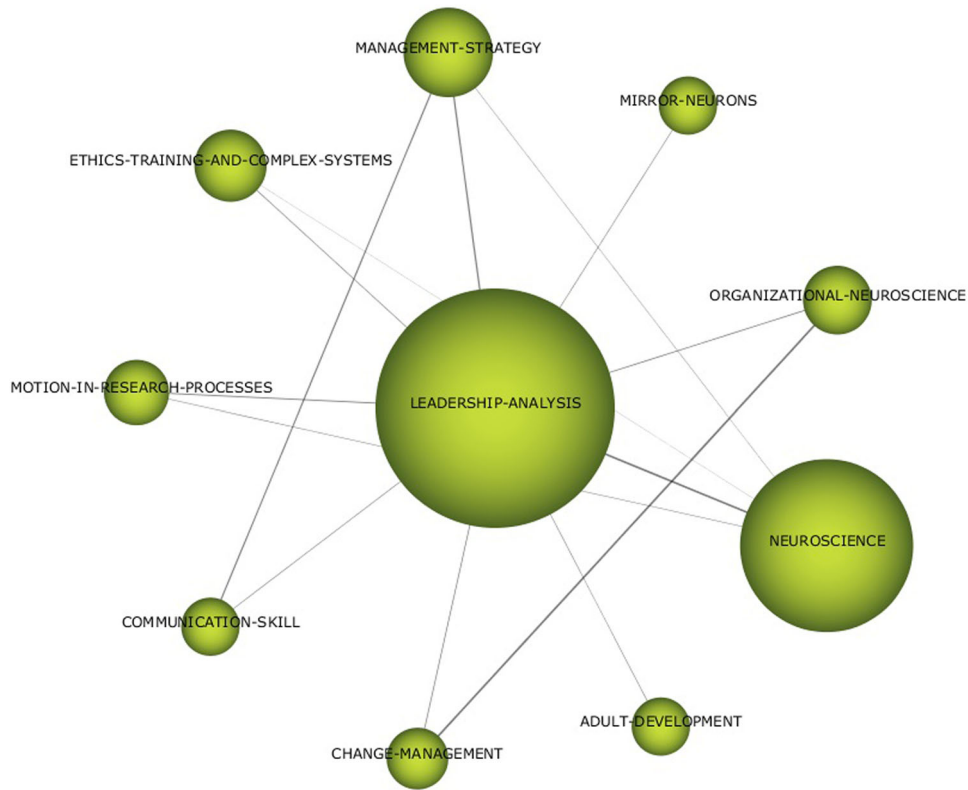 MANAGEMENT-STRATEGY
MIRROR-NEURONS
ETHICS-TRAINING-AND-COMPLEX-SYSTEMS
ORGANIZATIONAL-NEUROSCIENCE
MOTION-IN-RESEARCH-PROCESSES
LEADERSHIP-ANALYSIS
NEUROSCIENCE
COMMUNICATION-SKILL
ADULT-DEVELOPMENT
CHANGE-MANAGEMENT